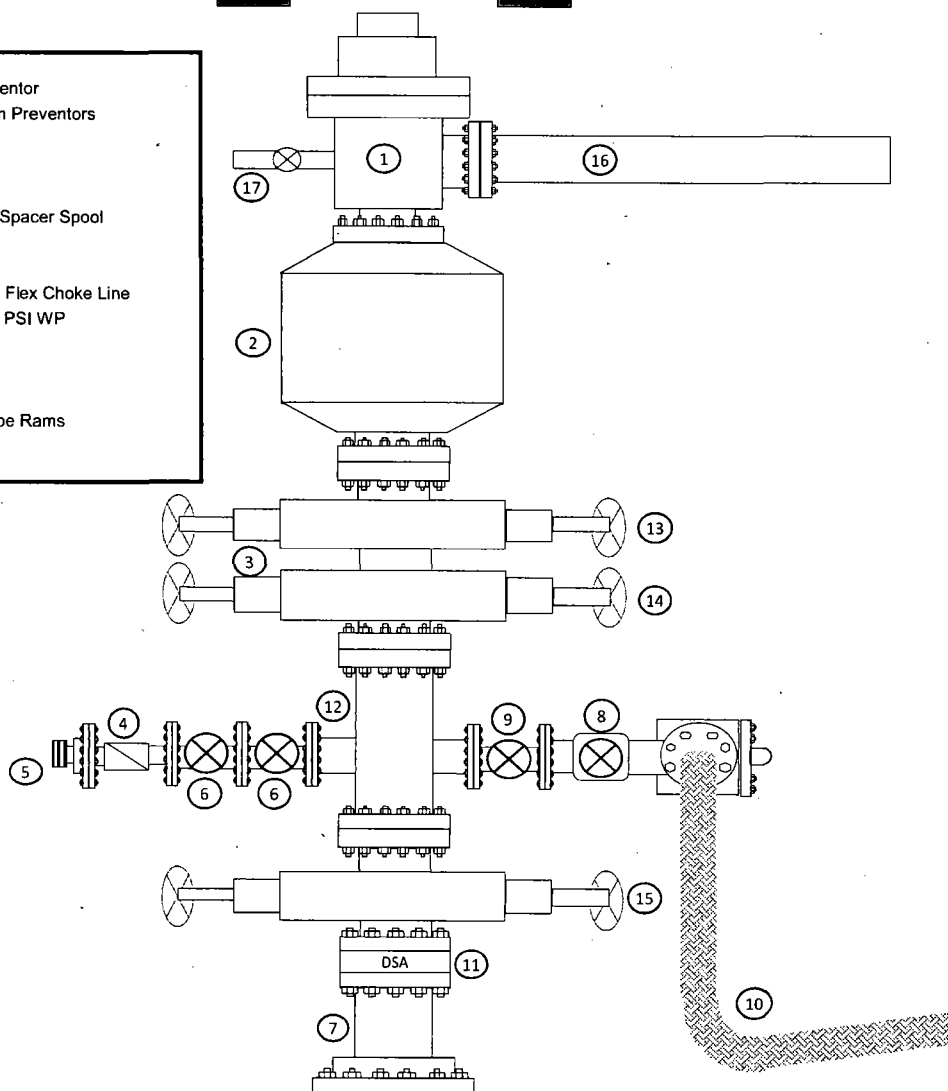 entor
n Preventors
Spacer Spool
Flex Choke Line
PSI WP
pe Rams
1
16
17
2
13
3
14
12
4
9
8
5
6
6
15
DSA
11
10
7